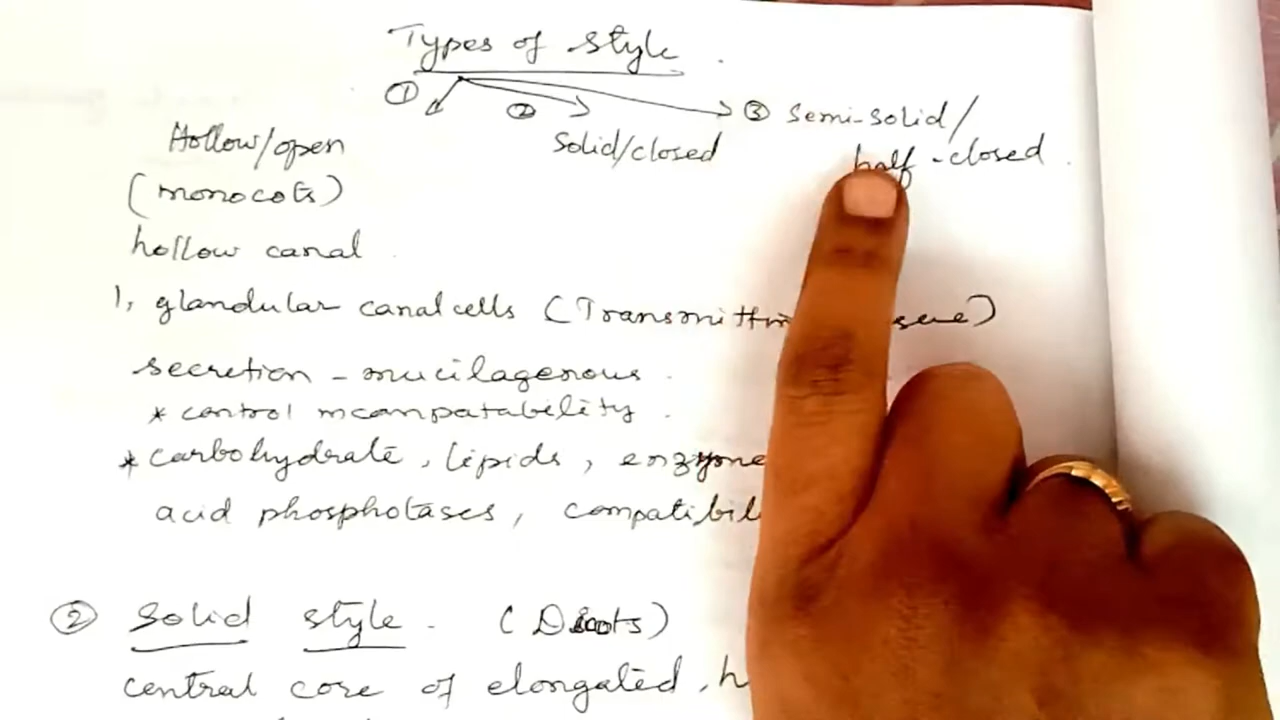 Types of style.
① ② ③ Semi-solid/
Hollow/open Solid/closed half-closed.
(monocots)
hollow canal.
1, glandular canal cells (Transmitt
secretion - mucilagenous.
* control incompatability.
* carbohydrate, lipids, enzyme
acid phosphotases, compatibil
② Solid style. (Dicots)
central core of elongated, h